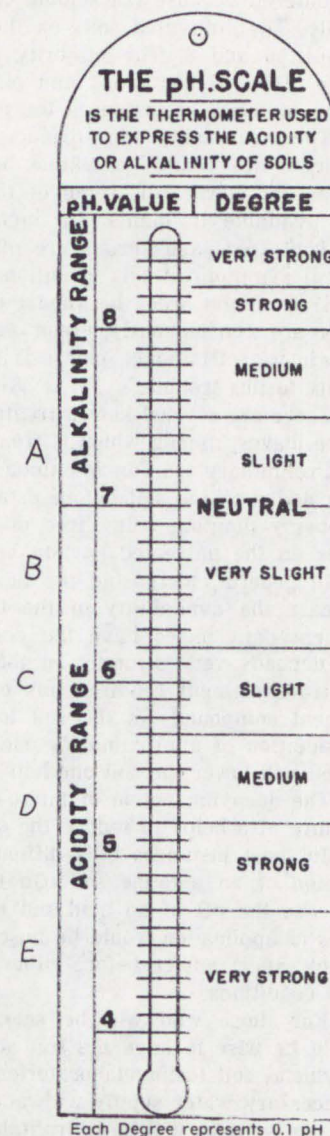 THE pH.SCALE
IS THE THERMOMETER USED
TO EXPRESS THE ACIDITY
OR ALKALINITY OF SOILS
pH.VALUE DEGREE
ALKALINITY RANGE
VERY STRONG
STRONG
8
MEDIUM
A
SLIGHT
7
NEUTRAL
B
VERY SLIGHT
ACIDITY RANGE
6
C
SLIGHT
MEDIUM
D
5
STRONG
E
VERY STRONG
4
Each Degree represents 0.1 pH